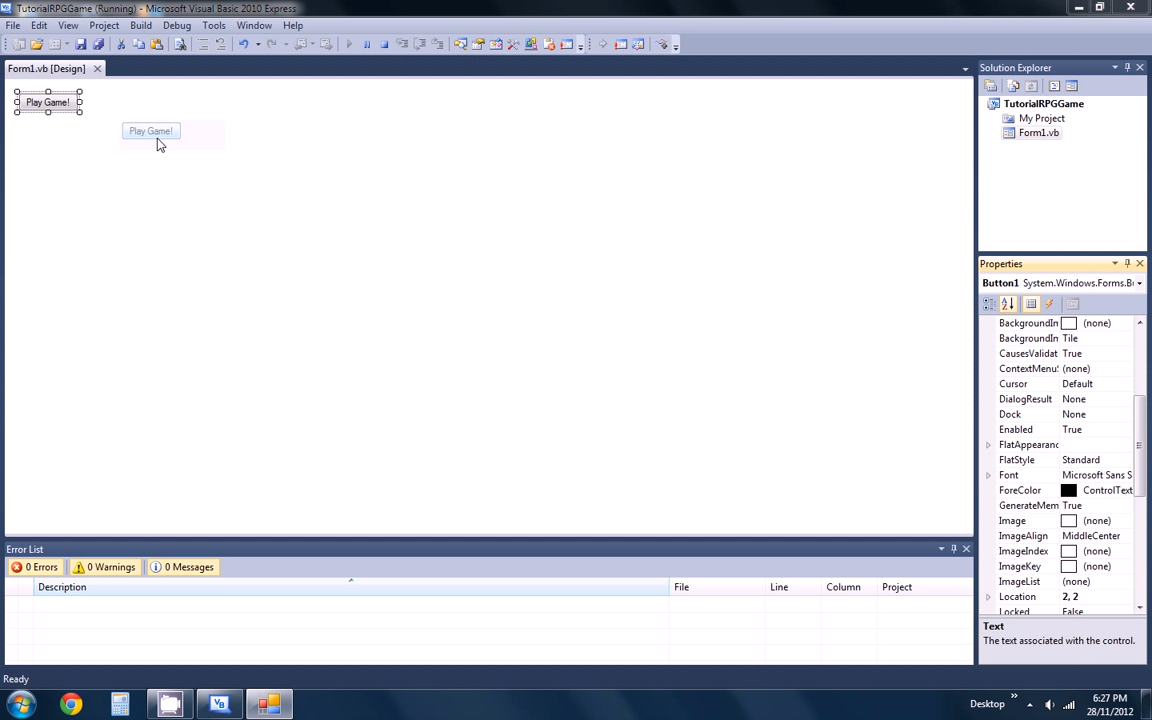 TutorialRPGGame (Running) - Microsoft Visual Basic 2010 Express
File Edit View Project Build Debug Tools Window Help
Form1.vb [Design]
Play Game!
Play Game!
Solution Explorer
TutorialRPGGame
My Project
Form1.vb
Properties
Button1 System.Windows.Forms.B
BackgroundIn (none)
BackgroundIn Tile
CausesValidat True
ContextMenu (none)
Cursor Default
DialogResult None
Dock None
Enabled True
FlatAppearanc
FlatStyle Standard
Font Microsoft Sans S
ForeColor ControlText
GenerateMem True
Image (none)
ImageAlign MiddleCenter
ImageIndex (none)
ImageKey (none)
ImageList (none)
Location 2, 2
Locked False
Text
The text associated with the control.
Error List
0 Errors 0 Warnings 0 Messages
Description File Line Column Project
Ready
Desktop
6:27 PM
28/11/2012